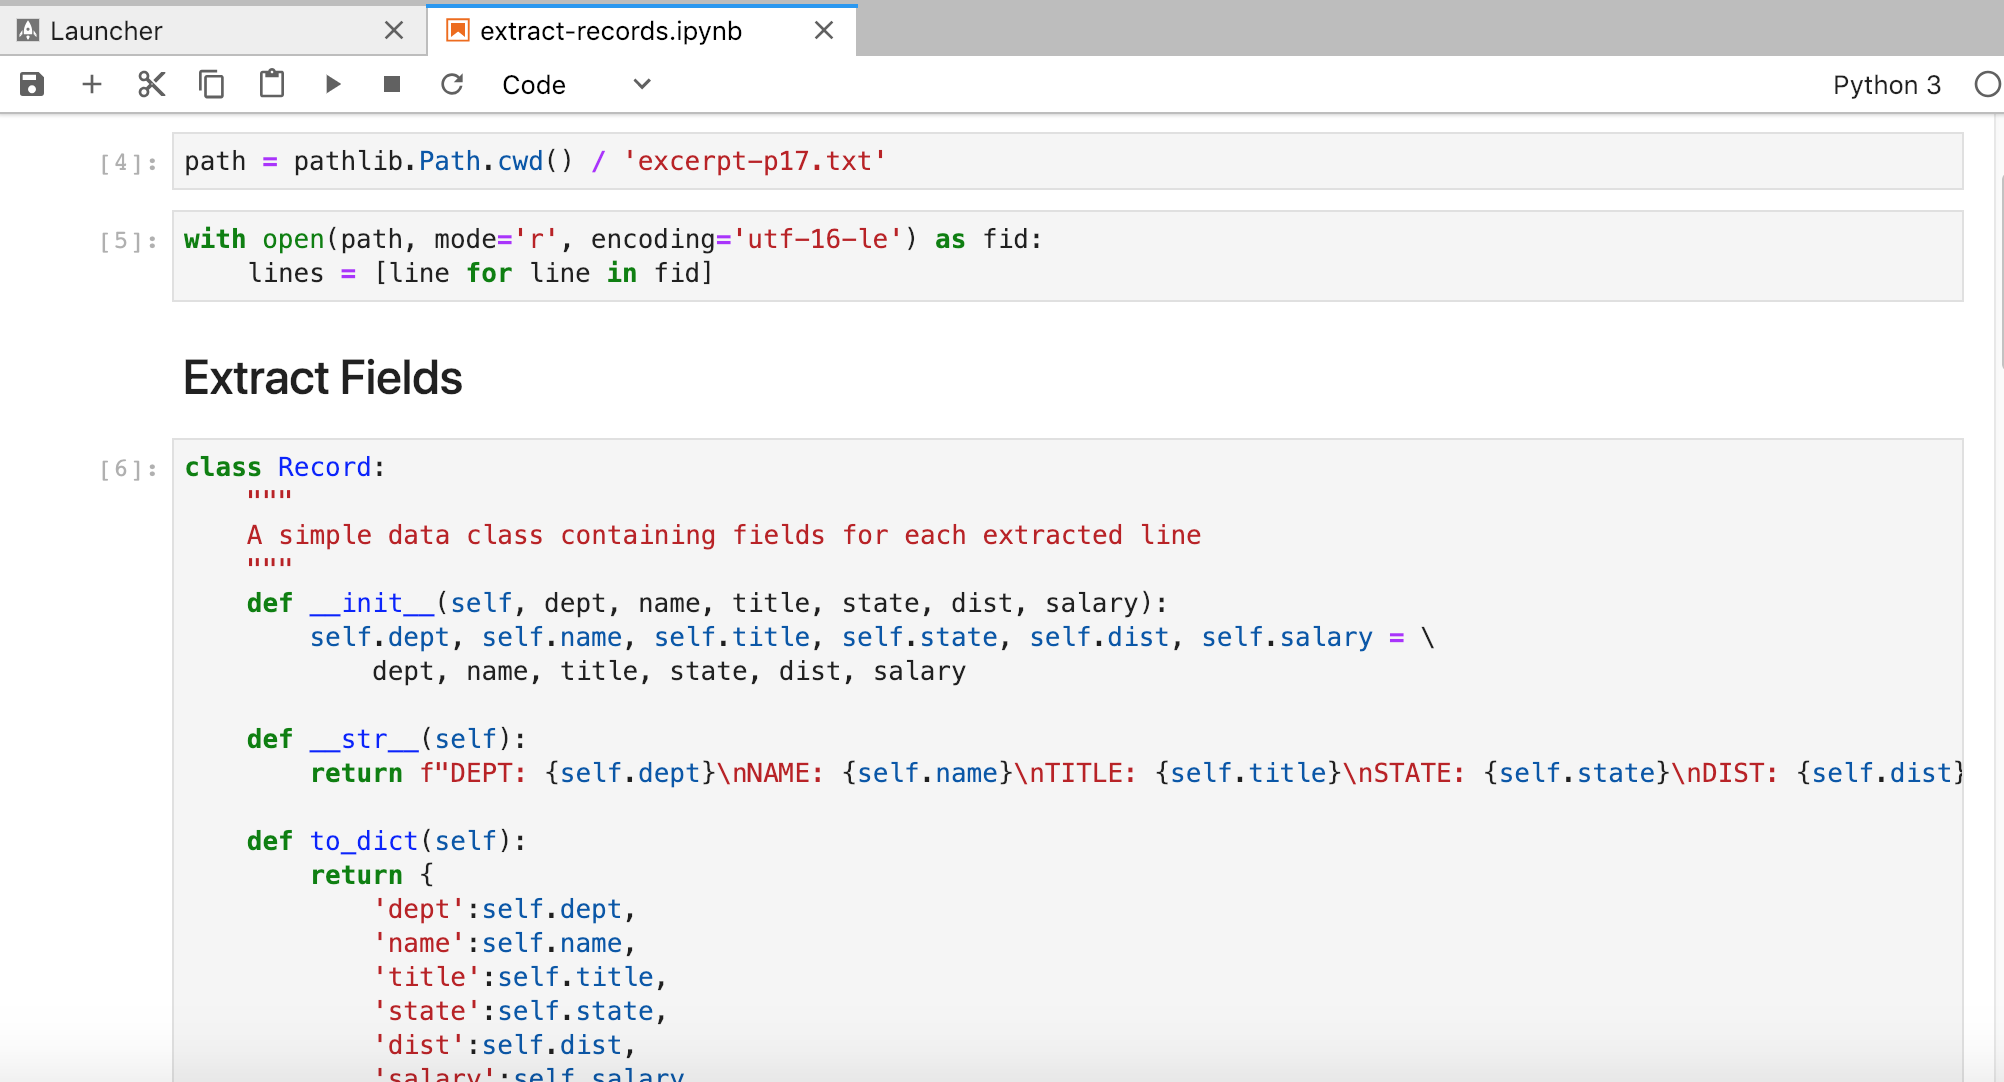 Launcher
extract-records.ipynb
Code
Python 3
[4]:
path = pathlib.Path.cwd() / 'excerpt-p17.txt'
[5]:
with open(path, mode='r', encoding='utf-16-le') as fid:
    lines = [line for line in fid]
Extract Fields
[6]:
class Record:
    """
    A simple data class containing fields for each extracted line
    """
    def __init__(self, dept, name, title, state, dist, salary):
        self.dept, self.name, self.title, self.state, self.dist, self.salary = \
            dept, name, title, state, dist, salary
    def __str__(self):
        return f"DEPT: {self.dept}\nNAME: {self.name}\nTITLE: {self.title}\nSTATE: {self.state}\nDIST: {self.dist}
    def to_dict(self):
        return {
            'dept':self.dept,
            'name':self.name,
            'title':self.title,
            'state':self.state,
            'dist':self.dist,
            'salary':self.salary